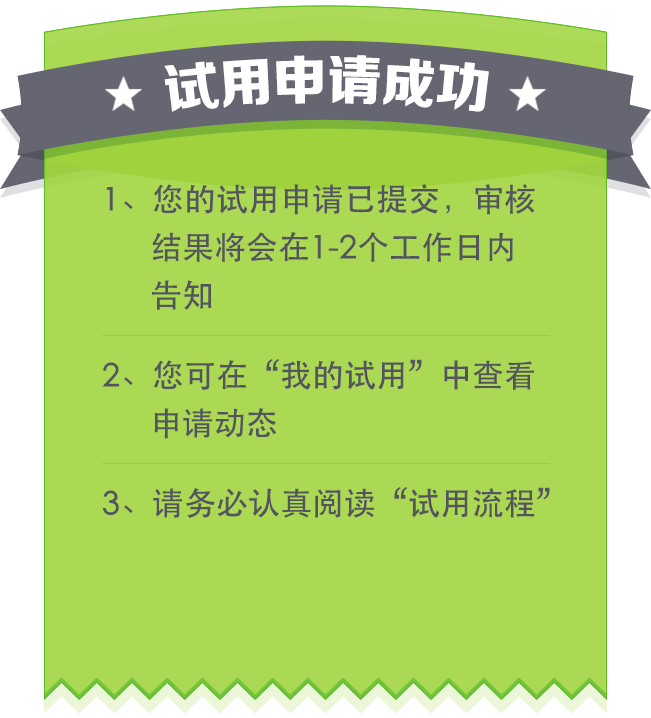 试用申请成功
1、您的试用申请已提交，审核
结果将会在1-2个工作日内
告知
2、您可在“我的试用”中查看
申请动态
3、请务必认真阅读“试用流程”